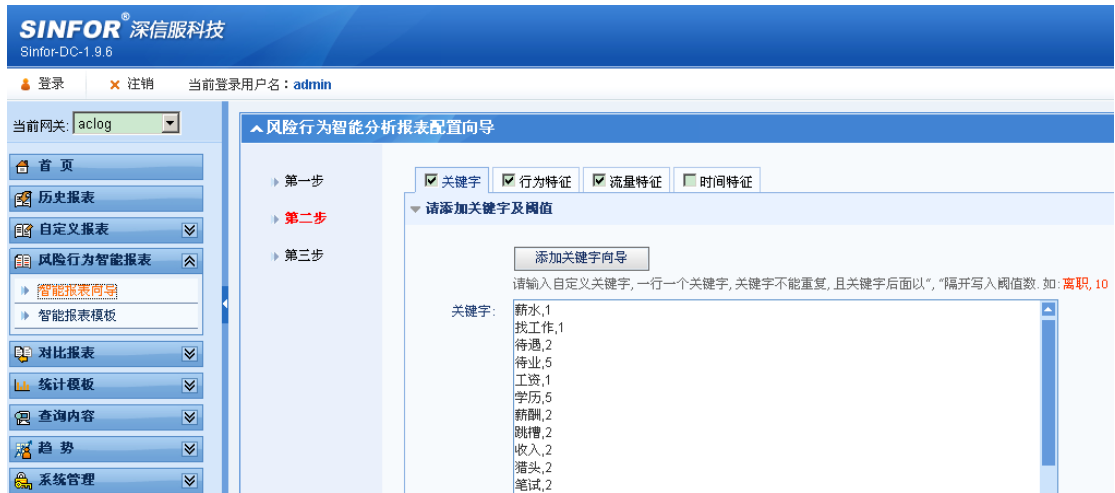 SINFOR®深信服科技
Sinfor-DC-1.9.6
登录 注销 当前登录用户名：admin
当前网关: aclog
首 页
历史报表
自定义报表
风险行为智能报表
智能报表向导
智能报表模板
对比报表
统计模板
查询内容
趋 势
系统管理
风险行为智能分析报表配置向导
第一步
第二步
第三步
关键字 行为特征 流量特征 时间特征
请添加关键字及阀值
添加关键字向导
请输入自定义关键字, 一行一个关键字, 关键字不能重复, 且关键字后面以“, ”隔开写入阀值数. 如: 离职, 10
关键字:
薪水,1
找工作,1
待遇,2
待业,5
工资,1
学历,5
薪酬,2
跳槽,2
收入,2
猎头,2
笔试,2